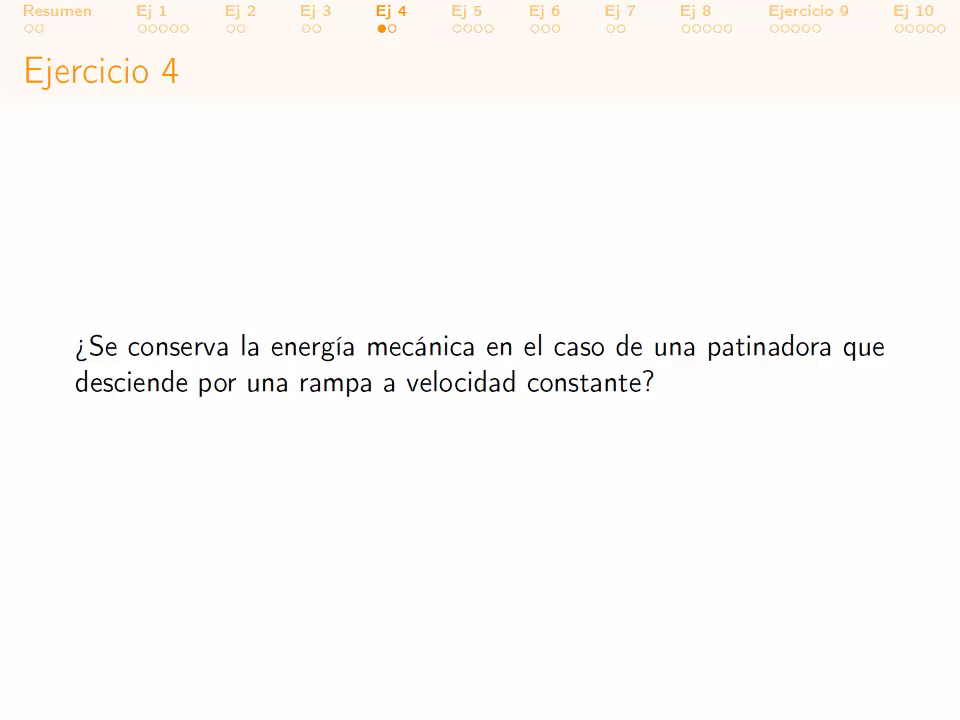 Resumen Ej 1 Ej 2 Ej 3 Ej 4 Ej 5 Ej 6 Ej 7 Ej 8 Ejercicio 9 Ej 10
Ejercicio 4
¿Se conserva la energía mecánica en el caso de una patinadora que
desciende por una rampa a velocidad constante?